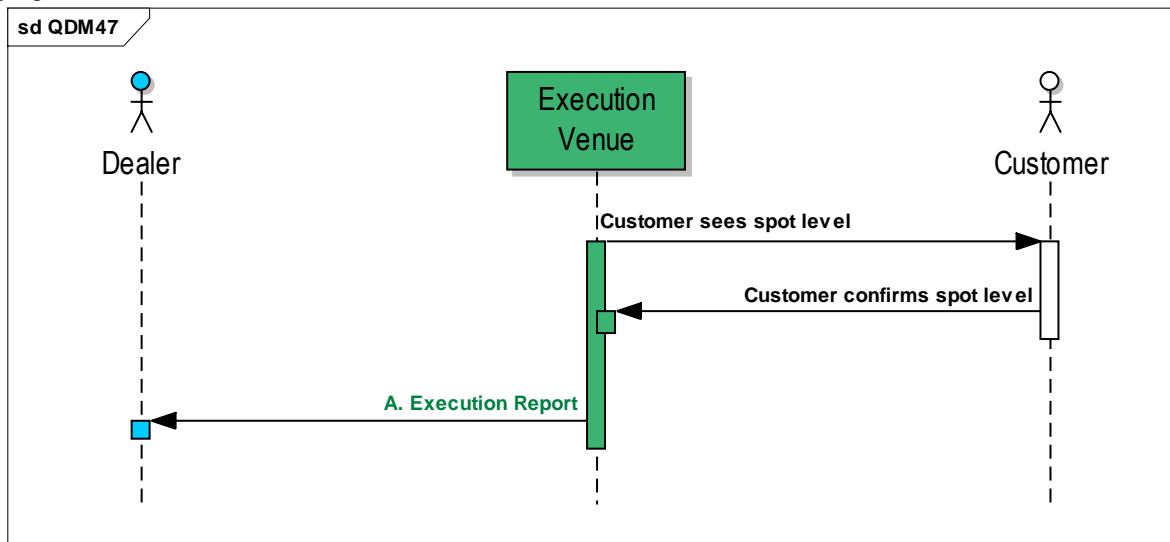 sd QDM47
Execution
Venue
Dealer
Customer
Customer sees spot level
Customer confirms spot level
A. Execution Report